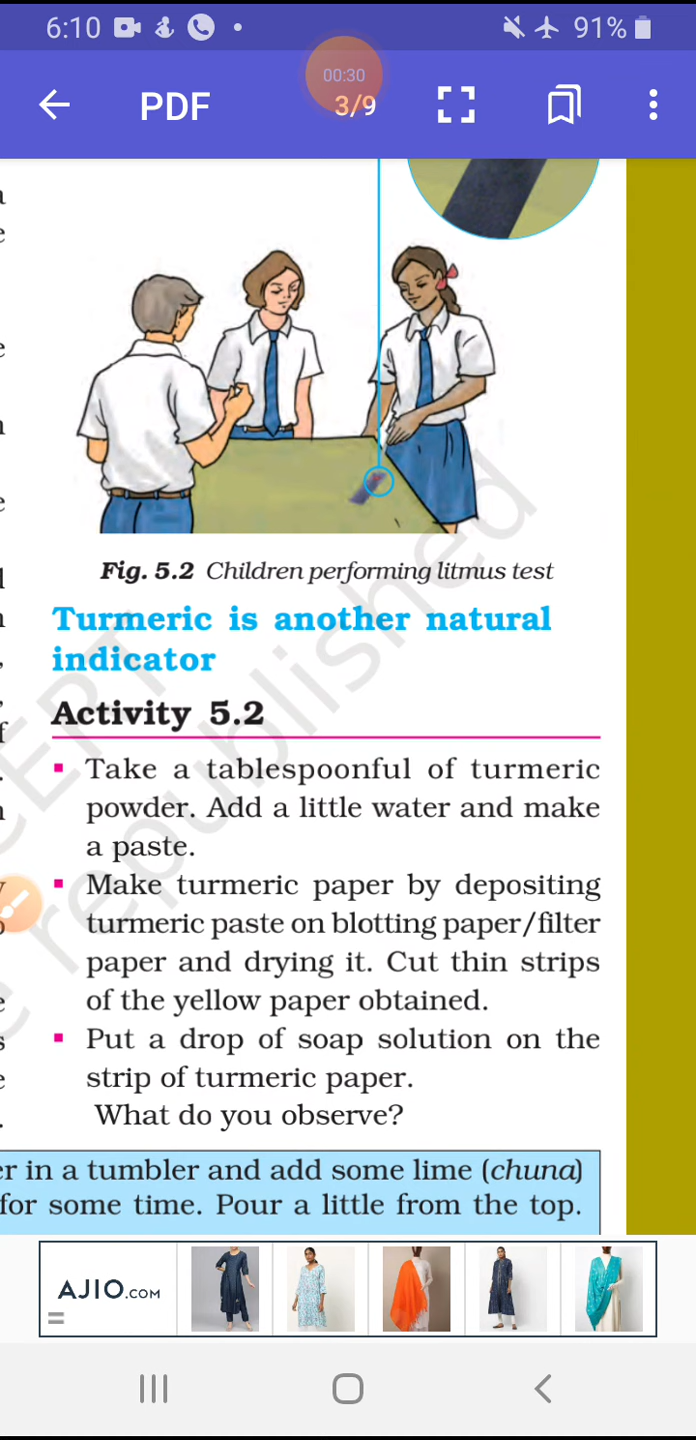 6:10
91%
00:30
PDF
3/9
Fig. 5.2 Children performing litmus test
Turmeric is another natural
indicator
Activity 5.2
Take a tablespoonful of turmeric
powder. Add a little water and make
a paste.
Make turmeric paper by depositing
turmeric paste on blotting paper/filter
paper and drying it. Cut thin strips
of the yellow paper obtained.
Put a drop of soap solution on the
strip of turmeric paper.
What do you observe?
er in a tumbler and add some lime (chuna)
for some time. Pour a little from the top.
republished
AJIO.COM